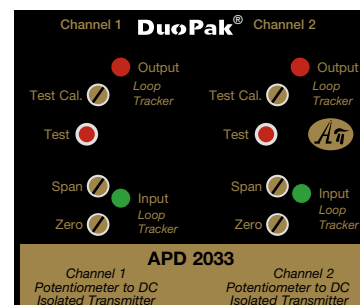 Channel 1 DuoPak® Channel 2
Output Output
Test Cal. Loop Tracker Test Cal. Loop Tracker
Test Test
Span Input Span Input
Zero Loop Tracker Zero Loop Tracker
APD 2033
Channel 1 Channel 2
Potentiometer to DC Potentiometer to DC
Isolated Transmitter Isolated Transmitter